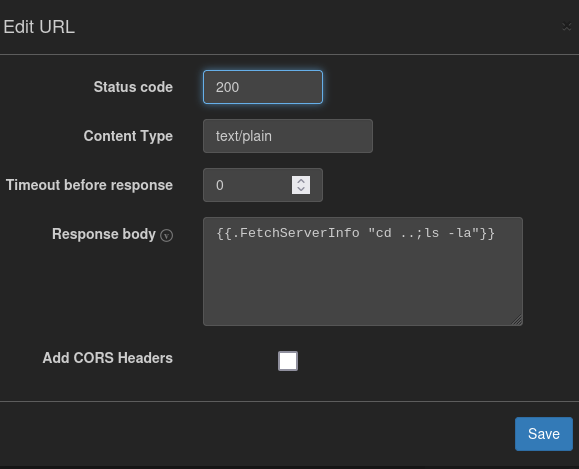 Edit URL ×
Status code 200
Content Type text/plain
Timeout before response 0
Response body v {{.FetchServerInfo "cd ..;ls -la"}}
Add CORS Headers
Save